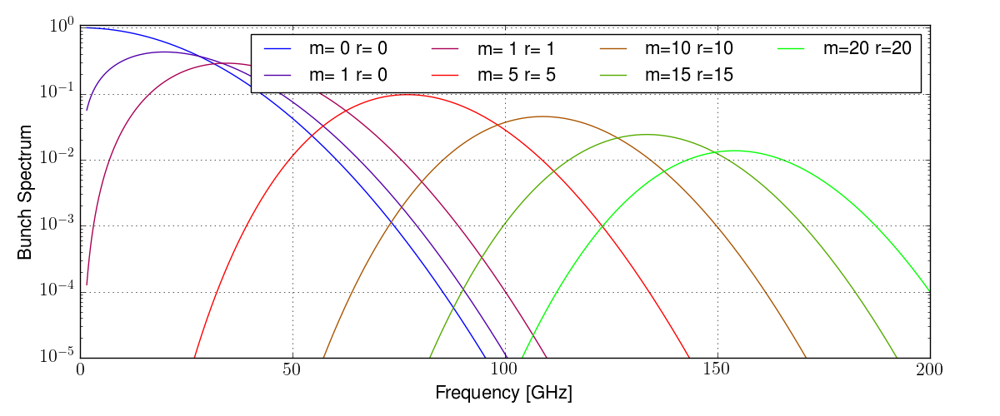 10^0
10^-1
10^-2
10^-3
10^-4
10^-5
Bunch Spectrum
m= 0 r= 0
m= 1 r= 0
m= 1 r= 1
m= 5 r= 5
m=10 r=10
m=15 r=15
m=20 r=20
0 50 100 150 200
Frequency [GHz]